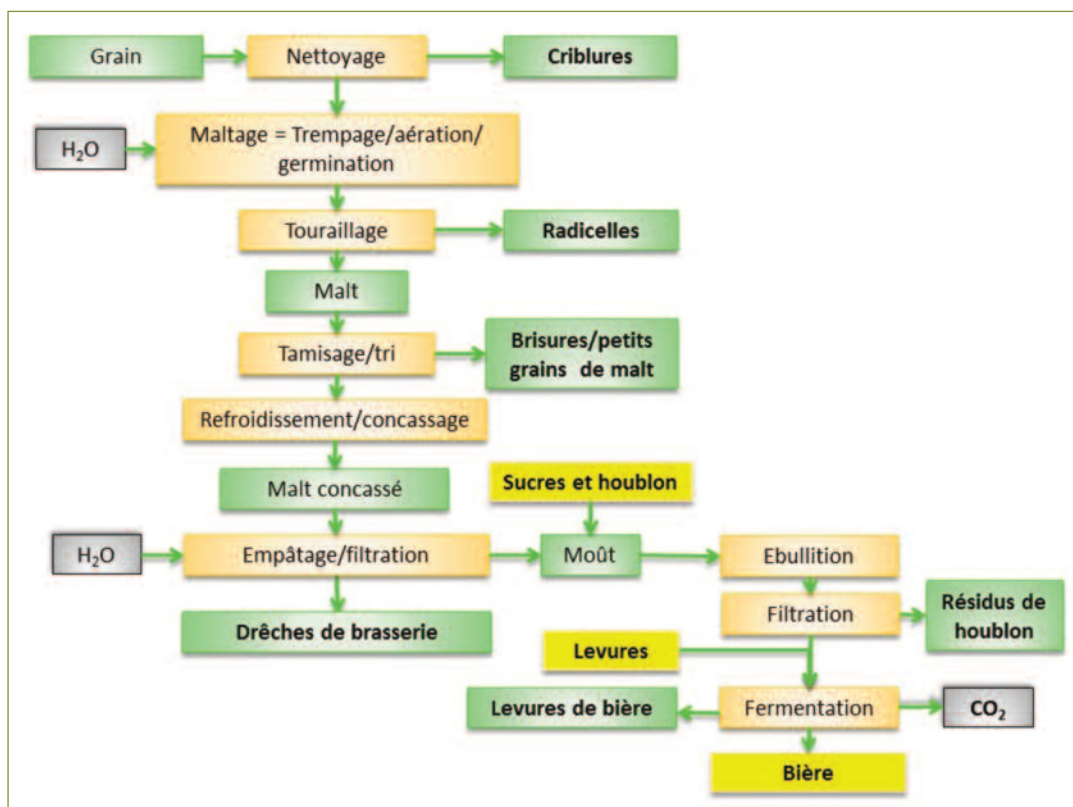 Grain
Nettoyage
Criblures
H₂O
Maltage = Trempage/aération/
germination
Touraillage
Radicelles
Malt
Tamisage/tri
Brisures/petits
grains de malt
Refroidissement/concassage
Malt concassé
Sucres et houblon
H₂O
Empâtage/filtration
Moût
Ebullition
Drêches de brasserie
Filtration
Résidus de
houblon
Levures
Levures de bière
Fermentation
CO₂
Bière